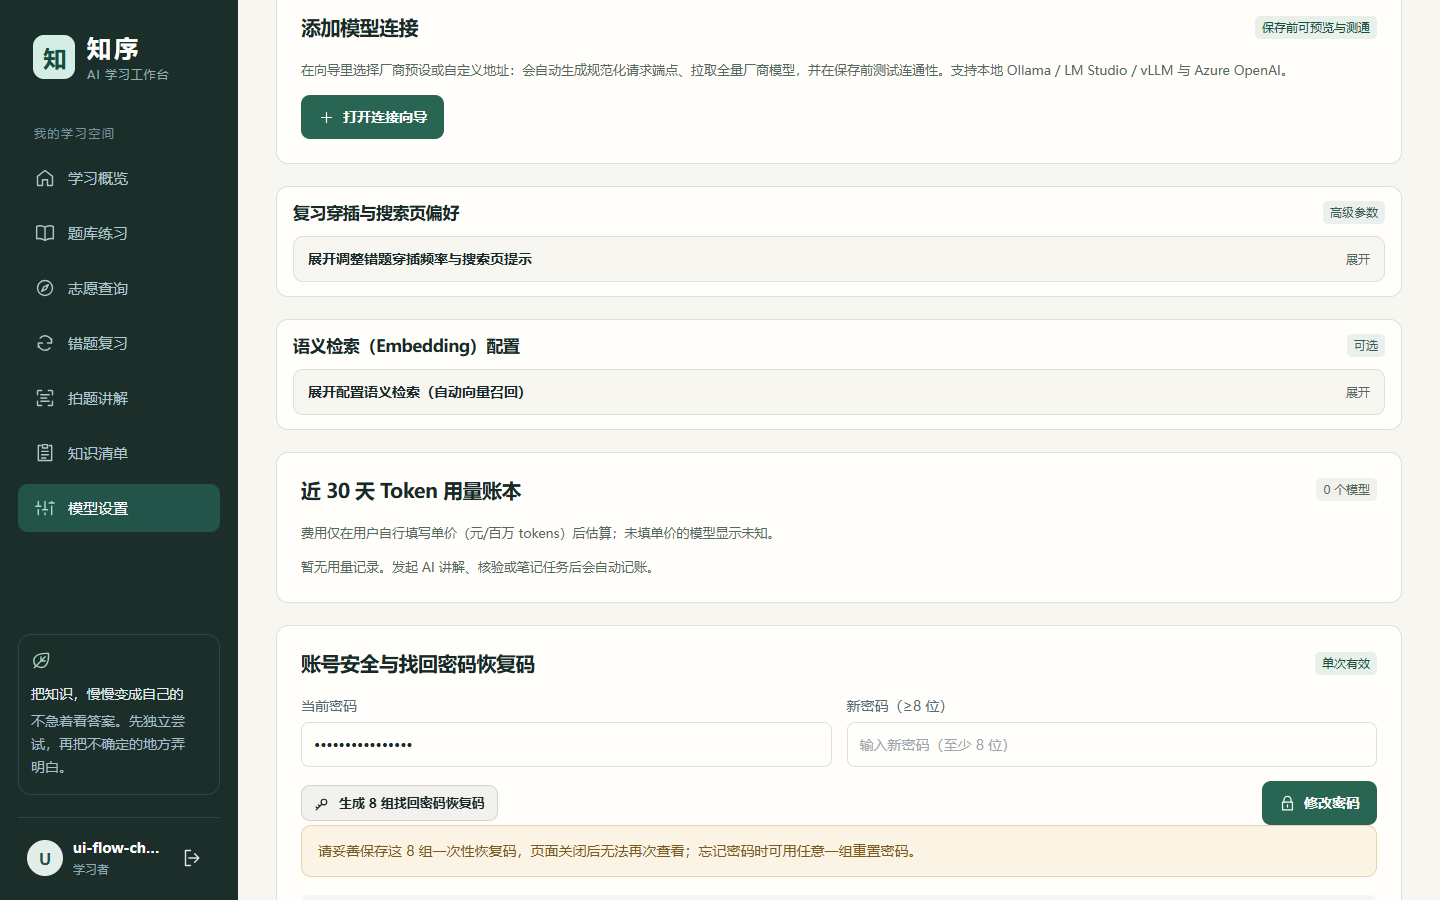 知
知序
AI 学习工作台
我的学习空间
学习概览
题库练习
志愿查询
错题复习
拍题讲解
知识清单
模型设置
把知识，慢慢变成自己的
不急着看答案。先独立尝
试，再把不确定的地方弄
明白。
U
ui-flow-ch...
学习者
添加模型连接
保存前可预览与测通
在向导里选择厂商预设或自定义地址：会自动生成规范化请求端点、拉取全量厂商模型，并在保存前测试连通性。支持本地 Ollama / LM Studio / vLLM 与 Azure OpenAI。
打开连接向导
复习穿插与搜索页偏好
高级参数
展开调整错题穿插频率与搜索页提示
展开
语义检索（Embedding）配置
可选
展开配置语义检索（自动向量召回）
展开
近 30 天 Token 用量账本
0 个模型
费用仅在用户自行填写单价（元/百万 tokens）后估算；未填单价的模型显示未知。
暂无用量记录。发起 AI 讲解、核验或笔记任务后会自动记账。
账号安全与找回密码恢复码
单次有效
当前密码
新密码（≥8 位）
••••••••••••••••
输入新密码（至少 8 位）
生成 8 组找回密码恢复码
修改密码
请妥善保存这 8 组一次性恢复码，页面关闭后无法再次查看；忘记密码时可用任意一组重置密码。